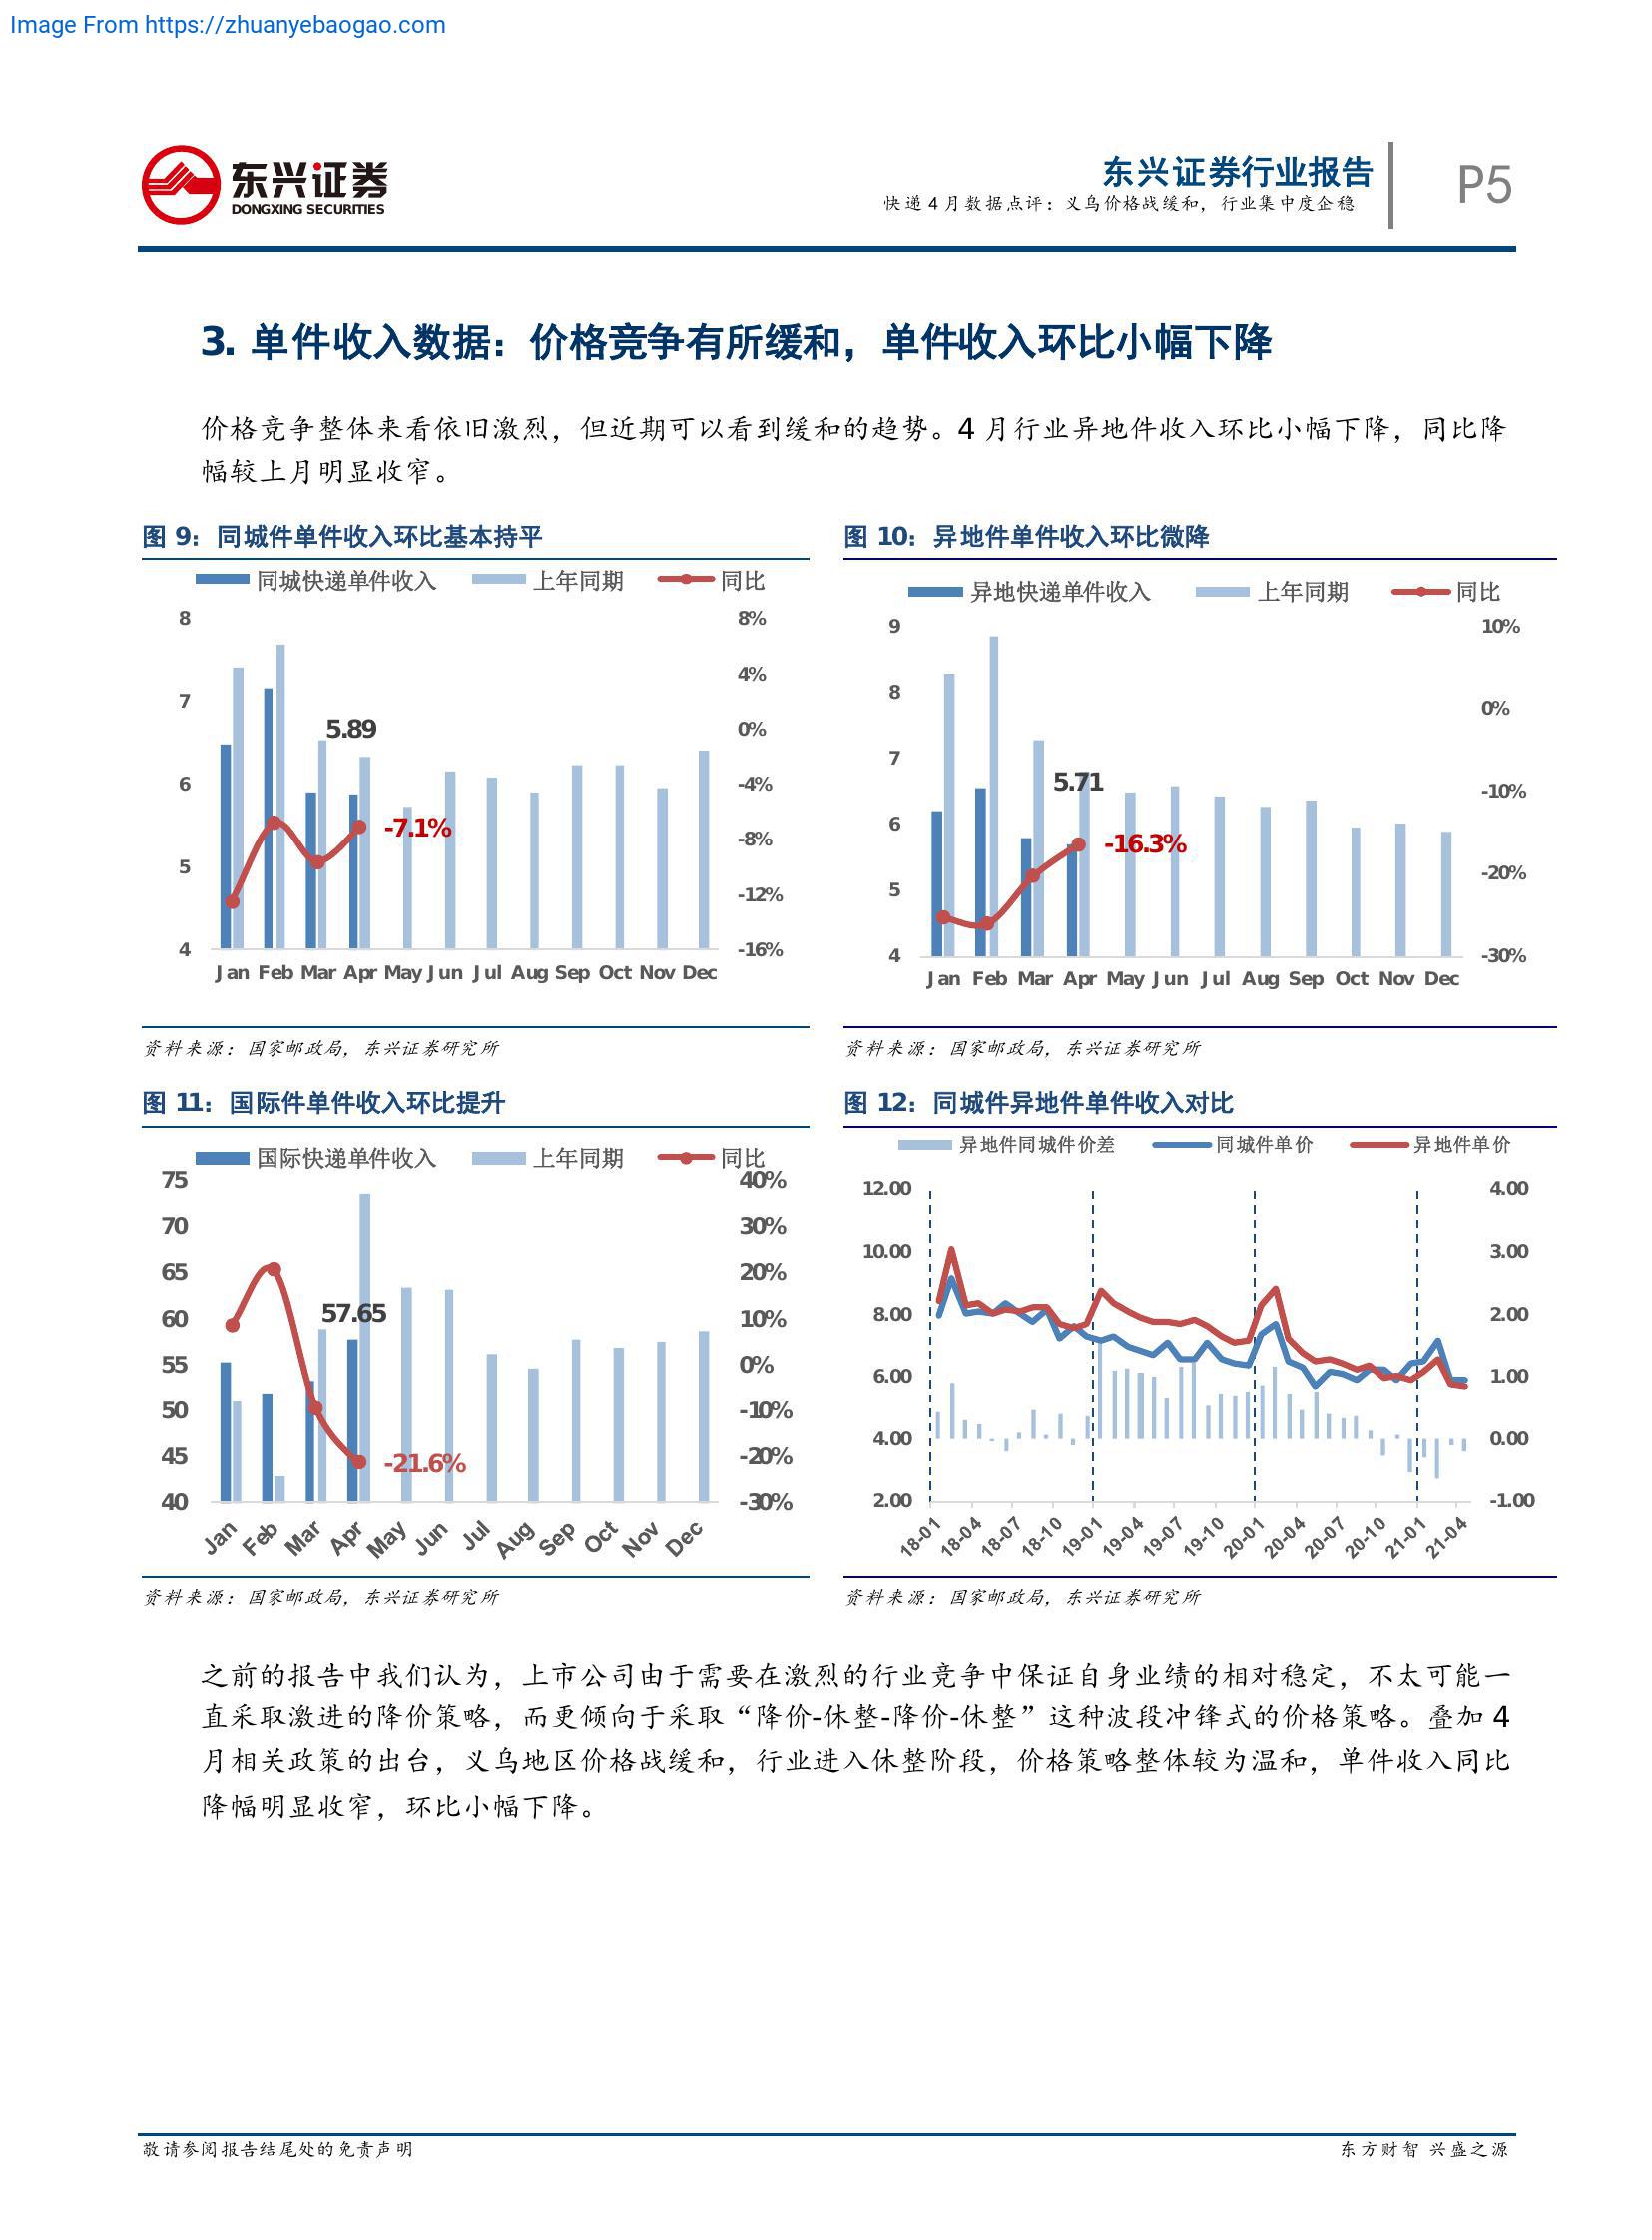 Image From https://zhuanyebaogao.com
东兴证券
DONGXING SECURITIES
东兴证券行业报告
快递 4 月数据点评：义乌价格战缓和，行业集中度企稳
P5
3. 单件收入数据：价格竞争有所缓和，单件收入环比小幅下降
价格竞争整体来看依旧激烈，但近期可以看到缓和的趋势。4 月行业异地件收入环比小幅下降，同比降
幅较上月明显收窄。
图 9：同城件单件收入环比基本持平
同城快递单件收入 上年同期 同比
8
7
6
5
4
8%
4%
0%
-4%
-8%
-12%
-16%
5.89
-7.1%
Jan Feb Mar Apr May Jun Jul Aug Sep Oct Nov Dec
资料来源：国家邮政局，东兴证券研究所
图 10：异地件单件收入环比微降
异地快递单件收入 上年同期 同比
9
8
7
6
5
4
10%
0%
-10%
-20%
-30%
5.71
-16.3%
Jan Feb Mar Apr May Jun Jul Aug Sep Oct Nov Dec
资料来源：国家邮政局，东兴证券研究所
图 11：国际件单件收入环比提升
国际快递单件收入 上年同期 同比
75
70
65
60
55
50
45
40
40%
30%
20%
10%
0%
-10%
-20%
-30%
57.65
-21.6%
Jan Feb Mar Apr May Jun Jul Aug Sep Oct Nov Dec
资料来源：国家邮政局，东兴证券研究所
图 12：同城件异地件单件收入对比
异地件同城件价差 同城件单价 异地件单价
12.00
10.00
8.00
6.00
4.00
2.00
4.00
3.00
2.00
1.00
0.00
-1.00
18-01 18-04 18-07 18-10 19-01 19-04 19-07 19-10 20-01 20-04 20-07 20-10 21-01 21-04
资料来源：国家邮政局，东兴证券研究所
之前的报告中我们认为，上市公司由于需要在激烈的行业竞争中保证自身业绩的相对稳定，不太可能一
直采取激进的降价策略，而更倾向于采取“降价-休整-降价-休整”这种波段冲锋式的价格策略。叠加 4
月相关政策的出台，义乌地区价格战缓和，行业进入休整阶段，价格策略整体较为温和，单件收入同比
降幅明显收窄，环比小幅下降。
敬请参阅报告结尾处的免责声明
东方财智 兴盛之源